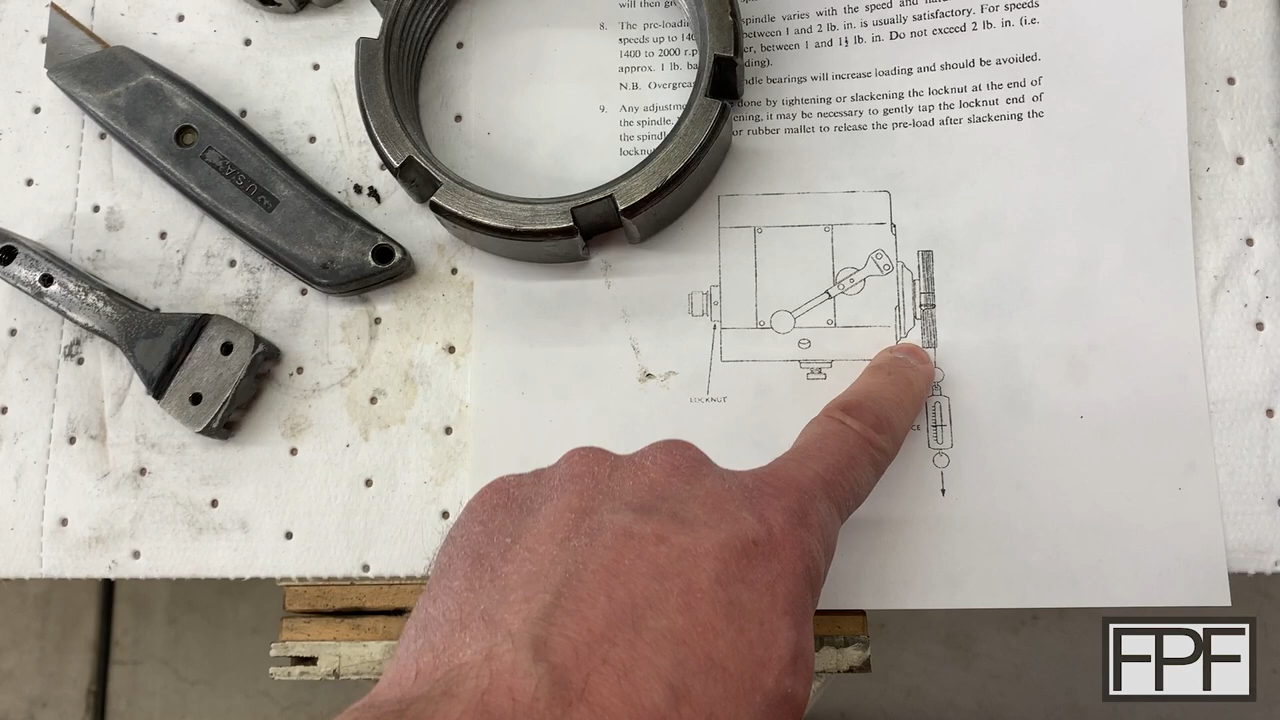 will then gi
8. The pre-loadi spindle varies with the speed and
speeds up to 140 between 1 and 2 lb. in. is usually satisfactory. For speeds
1400 to 2000 r.p er, between 1 and 1½ lb. in. Do not exceed 2 lb. in. (i.e.
approx. 1 lb. ba ding).
N.B. Overgrea ndle bearings will increase loading and should be avoided.
9. Any adjustme done by tightening or slackening the locknut at the end of
the spindle. ening, it may be necessary to gently tap the locknut end of
the spindl or rubber mallet to release the pre-load after slackening the
locknu
U.S.A.
LOCKNUT
CE
FPF